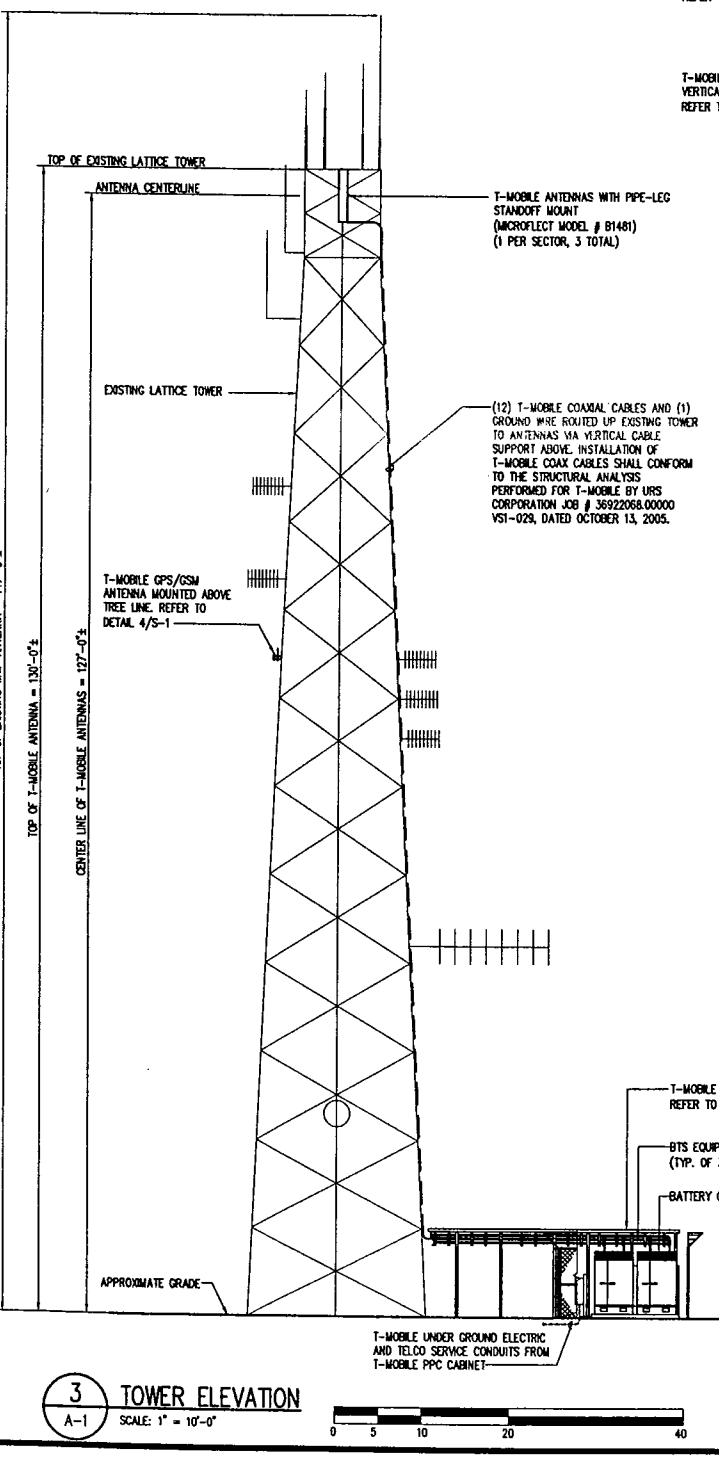 T-MOBILE
VERTICA
REFER T
TOP OF EXISTING LATTICE TOWER
ANTENNA CENTERLINE
T-MOBILE ANTENNAS WITH PIPE-LEG
STANDOFF MOUNT
(MICROFLECT MODEL # B1481)
(1 PER SECTOR, 3 TOTAL)
EXISTING LATTICE TOWER
(12) T-MOBILE COAXIAL CABLES AND (1)
GROUND WIRE ROUTED UP EXISTING TOWER
TO ANTENNAS VIA VERTICAL CABLE
SUPPORT ABOVE. INSTALLATION OF
T-MOBILE COAX CABLES SHALL CONFORM
TO THE STRUCTURAL ANALYSIS
PERFORMED FOR T-MOBILE BY URS
CORPORATION JOB # 36922068.00000
VS1-029, DATED OCTOBER 13, 2005.
T-MOBILE GPS/GSM
ANTENNA MOUNTED ABOVE
TREE LINE. REFER TO
DETAIL 4/S-1
TOP OF T-MOBILE ANTENNA = 130'-0"±
CENTER LINE OF T-MOBILE ANTENNAS = 127'-0"±
T-MOBILE
REFER TO
BTS EQUIP
(TYP. OF
BATTERY
APPROXIMATE GRADE
T-MOBILE UNDER GROUND ELECTRIC
AND TELCO SERVICE CONDUITS FROM
T-MOBILE PPC CABINET
3
A-1
TOWER ELEVATION
SCALE: 1" = 10'-0"
0 5 10 20 40